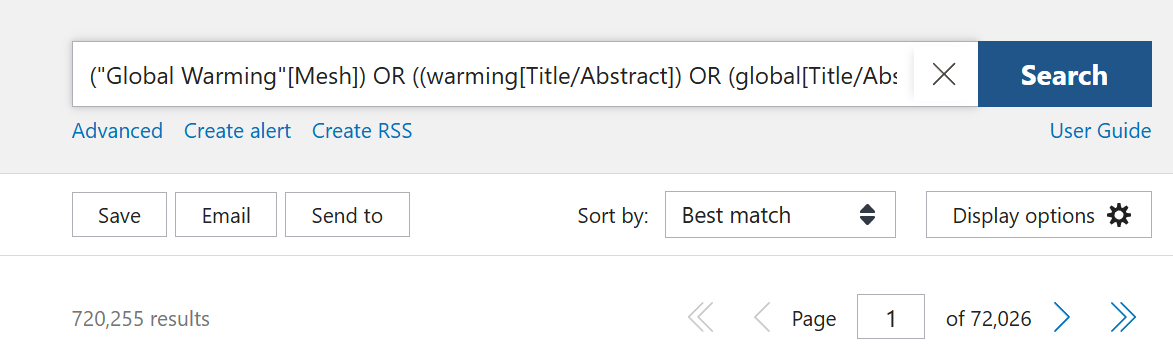 ("Global Warming"[Mesh]) OR ((warming[Title/Abstract]) OR (global[Title/Abs
Search
Advanced Create alert Create RSS User Guide
Save Email Send to Sort by: Best match Display options
720,255 results Page 1 of 72,026